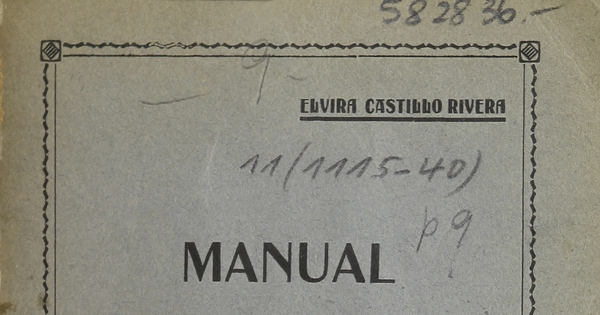 582836.-
9-
ELVIRA CASTILLO RIVERA
11(1115-40)
p9
MANUAL